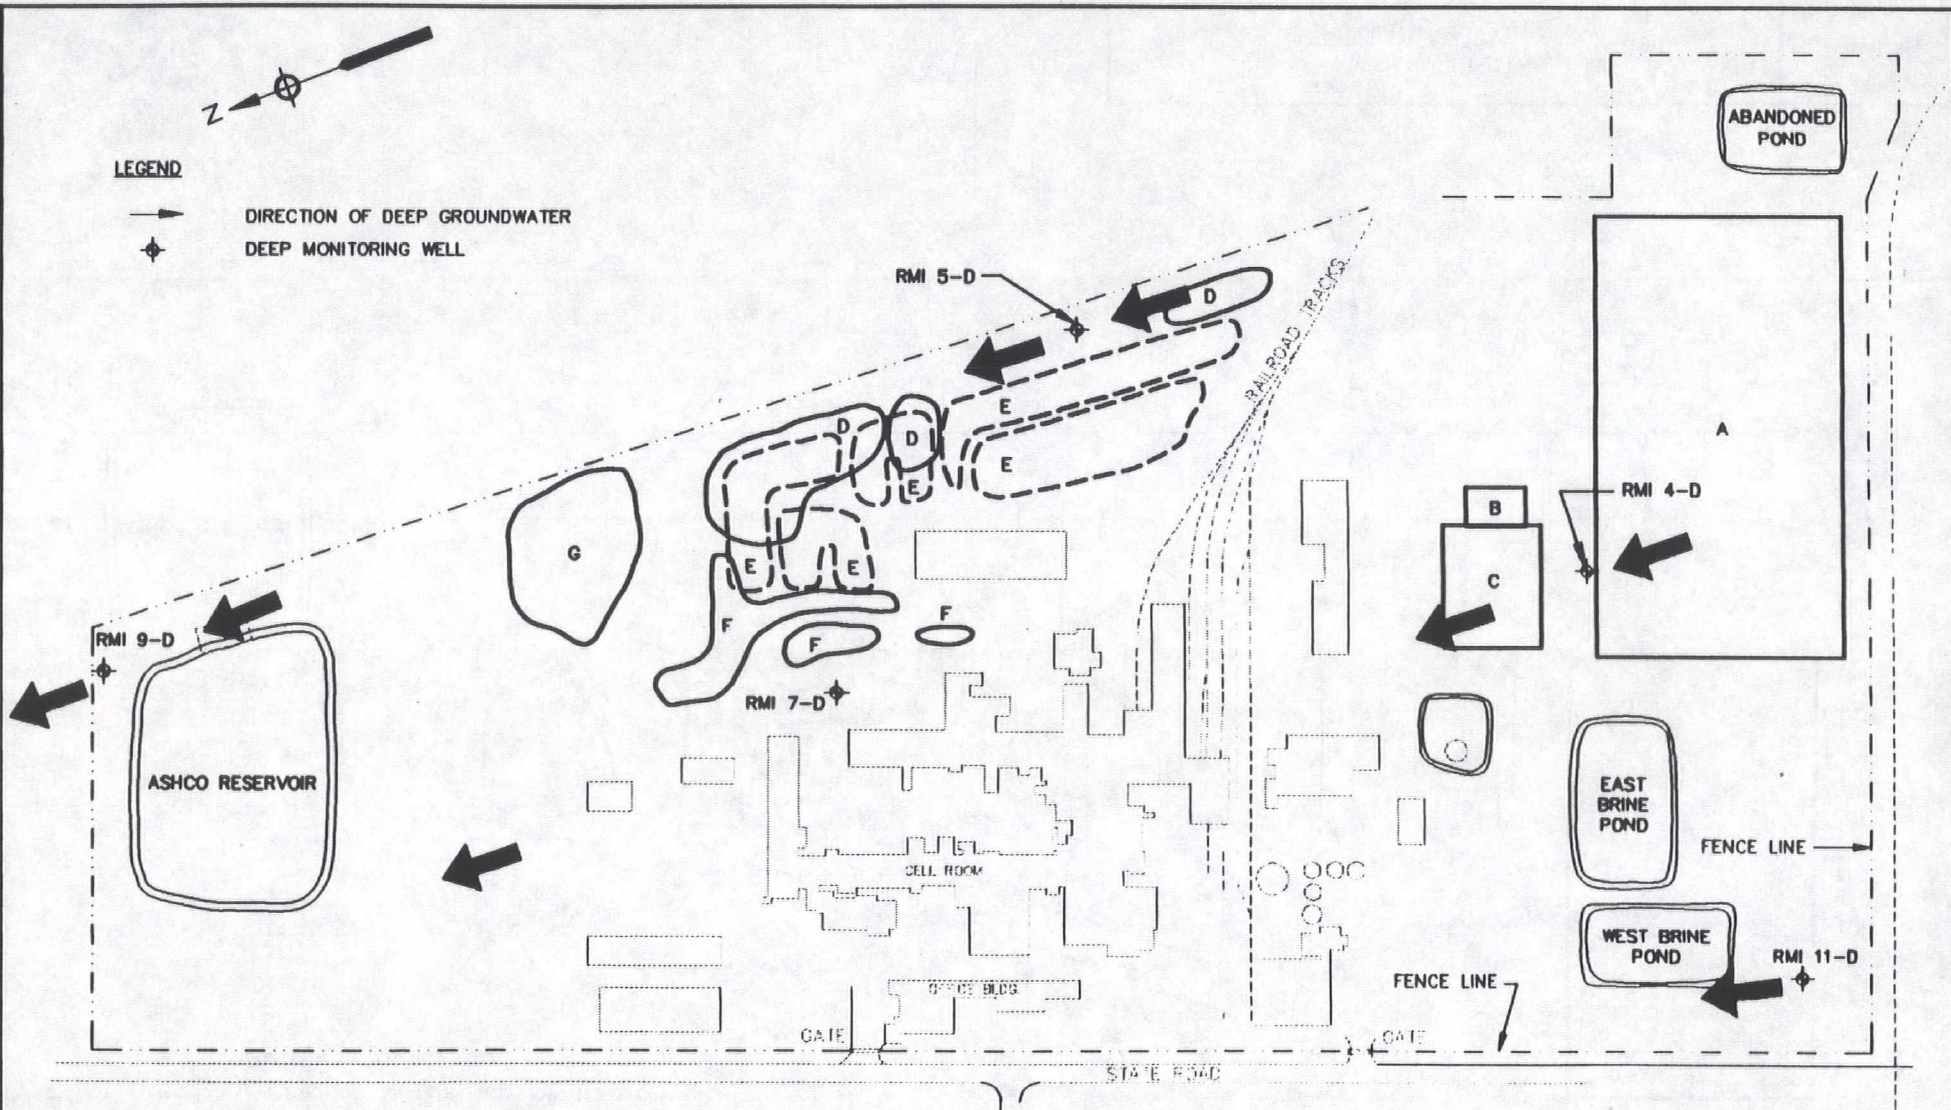 N
LEGEND
DIRECTION OF DEEP GROUNDWATER
DEEP MONITORING WELL
ABANDONED
POND
RMI 5-D
D
RAILROAD TRACKS
E
D
D
A
E
E
RMI 4-D
B
G
C
E
E
F
F
F
RMI 9-D
RMI 7-D
ASHCO RESERVOIR
EAST
BRINE
POND
FENCE LINE
CELL ROOM
WEST BRINE
POND
RMI 11-D
FENCE LINE
OFFICE BLDG.
GATE
GATE
STATE ROAD